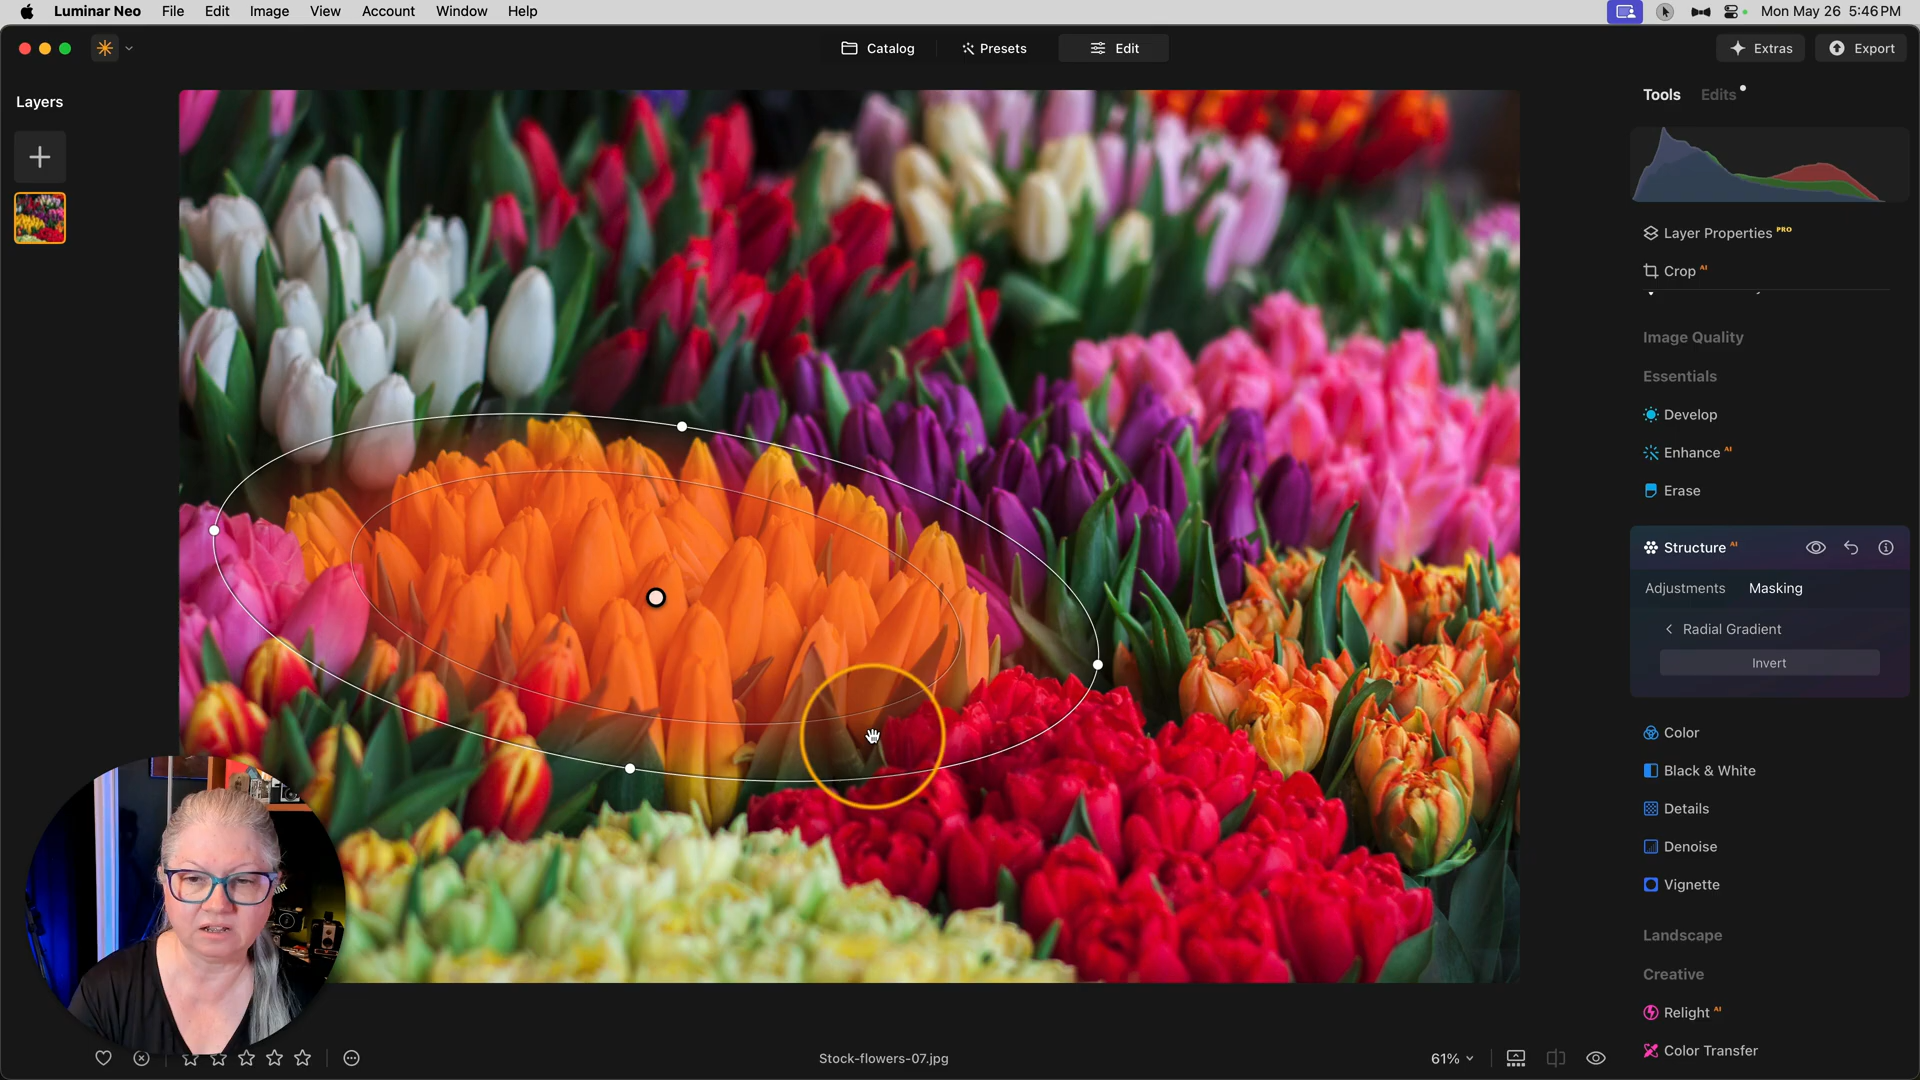 Luminar Neo File Edit Image View Account Window Help
Mon May 26 5:46 PM
Catalog Presets Edit
Extras Export
Layers
Tools Edits
Layer Properties PRO
Crop AI
Image Quality
Essentials
Develop
Enhance AI
Erase
Structure AI
Adjustments Masking
Radial Gradient
Invert
Color
Black & White
Details
Denoise
Vignette
Landscape
Creative
Relight AI
Color Transfer
Stock-flowers-07.jpg
61%